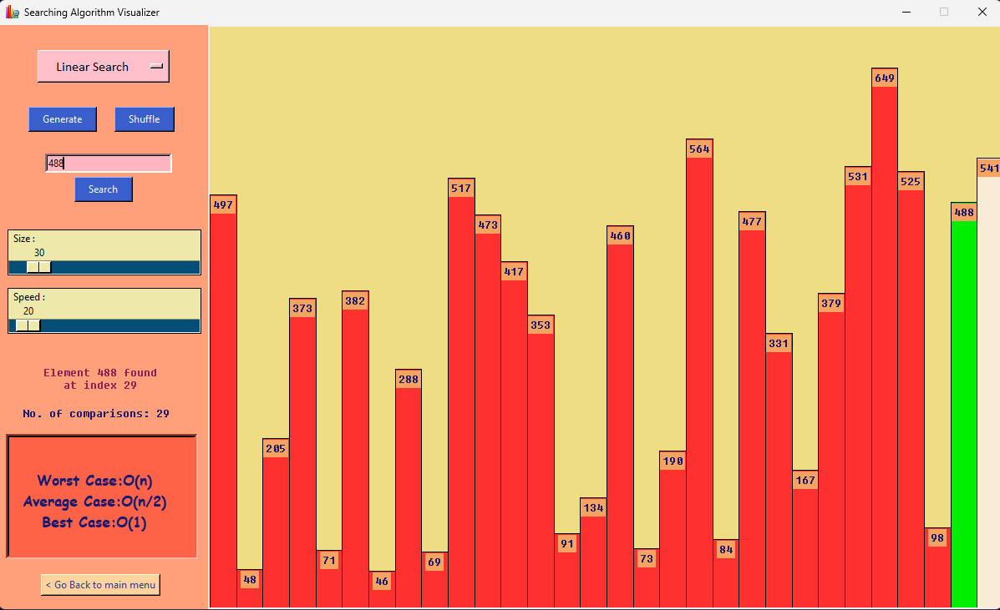 Searching Algorithm Visualizer
Linear Search
Generate Shuffle
488
Search
Size :
30
Speed :
20
Element 488 found
at index 29
No. of comparisons: 29
Worst Case:O(n)
Average Case:O(n/2)
Best Case:O(1)
< Go Back to main menu
497 48 205 373 71 382 46 288 69 517 473 417 353 91 134 460 73 190 564 84 477 331 167 379 531 649 525 98 488 541